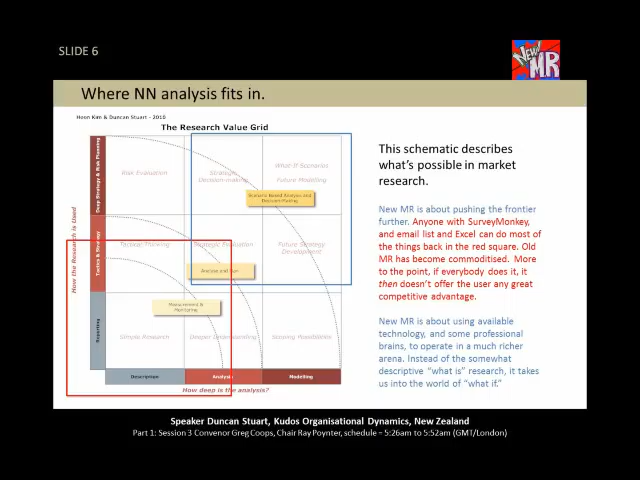 SLIDE 6
New!
MR
Where NN analysis fits in.
Hoon Kim & Duncan Stuart - 2010
The Research Value Grid
How the Research is Used
Deep Strategy & Risk Planning
Tactics & Strategy
Reporting
Risk Evaluation
Strategic
Decision-making
What-If Scenarios
Future Modelling
Scenario Based Analysis and
Decision-Making
Tactical Thinking
Strategic Evaluation
Future Strategy
Development
Measurement &
Monitoring
Simple Research
Deeper Understanding
Scoping Possibilities
Description
Analysis
Modelling
How deep is the analysis?
This schematic describes
what's possible in market
research.
New MR is about pushing the frontier
further. Anyone with SurveyMonkey,
and email list and Excel can do most of
the things back in the red square. Old
MR has become commoditised. More
to the point, if everybody does it, it
then doesn't offer the user any great
competitive advantage.
New MR is about using available
technology, and some professional
brains, to operate in a much richer
arena. Instead of the somewhat
descriptive "what is" research, it takes
us into the world of "what if."
Speaker Duncan Stuart, Kudos Organisational Dynamics, New Zealand
Part 1: Session 3 Convenor Greg Coops, Chair Ray Poynter, schedule = 5:26am to 5:52am (GMT/London)